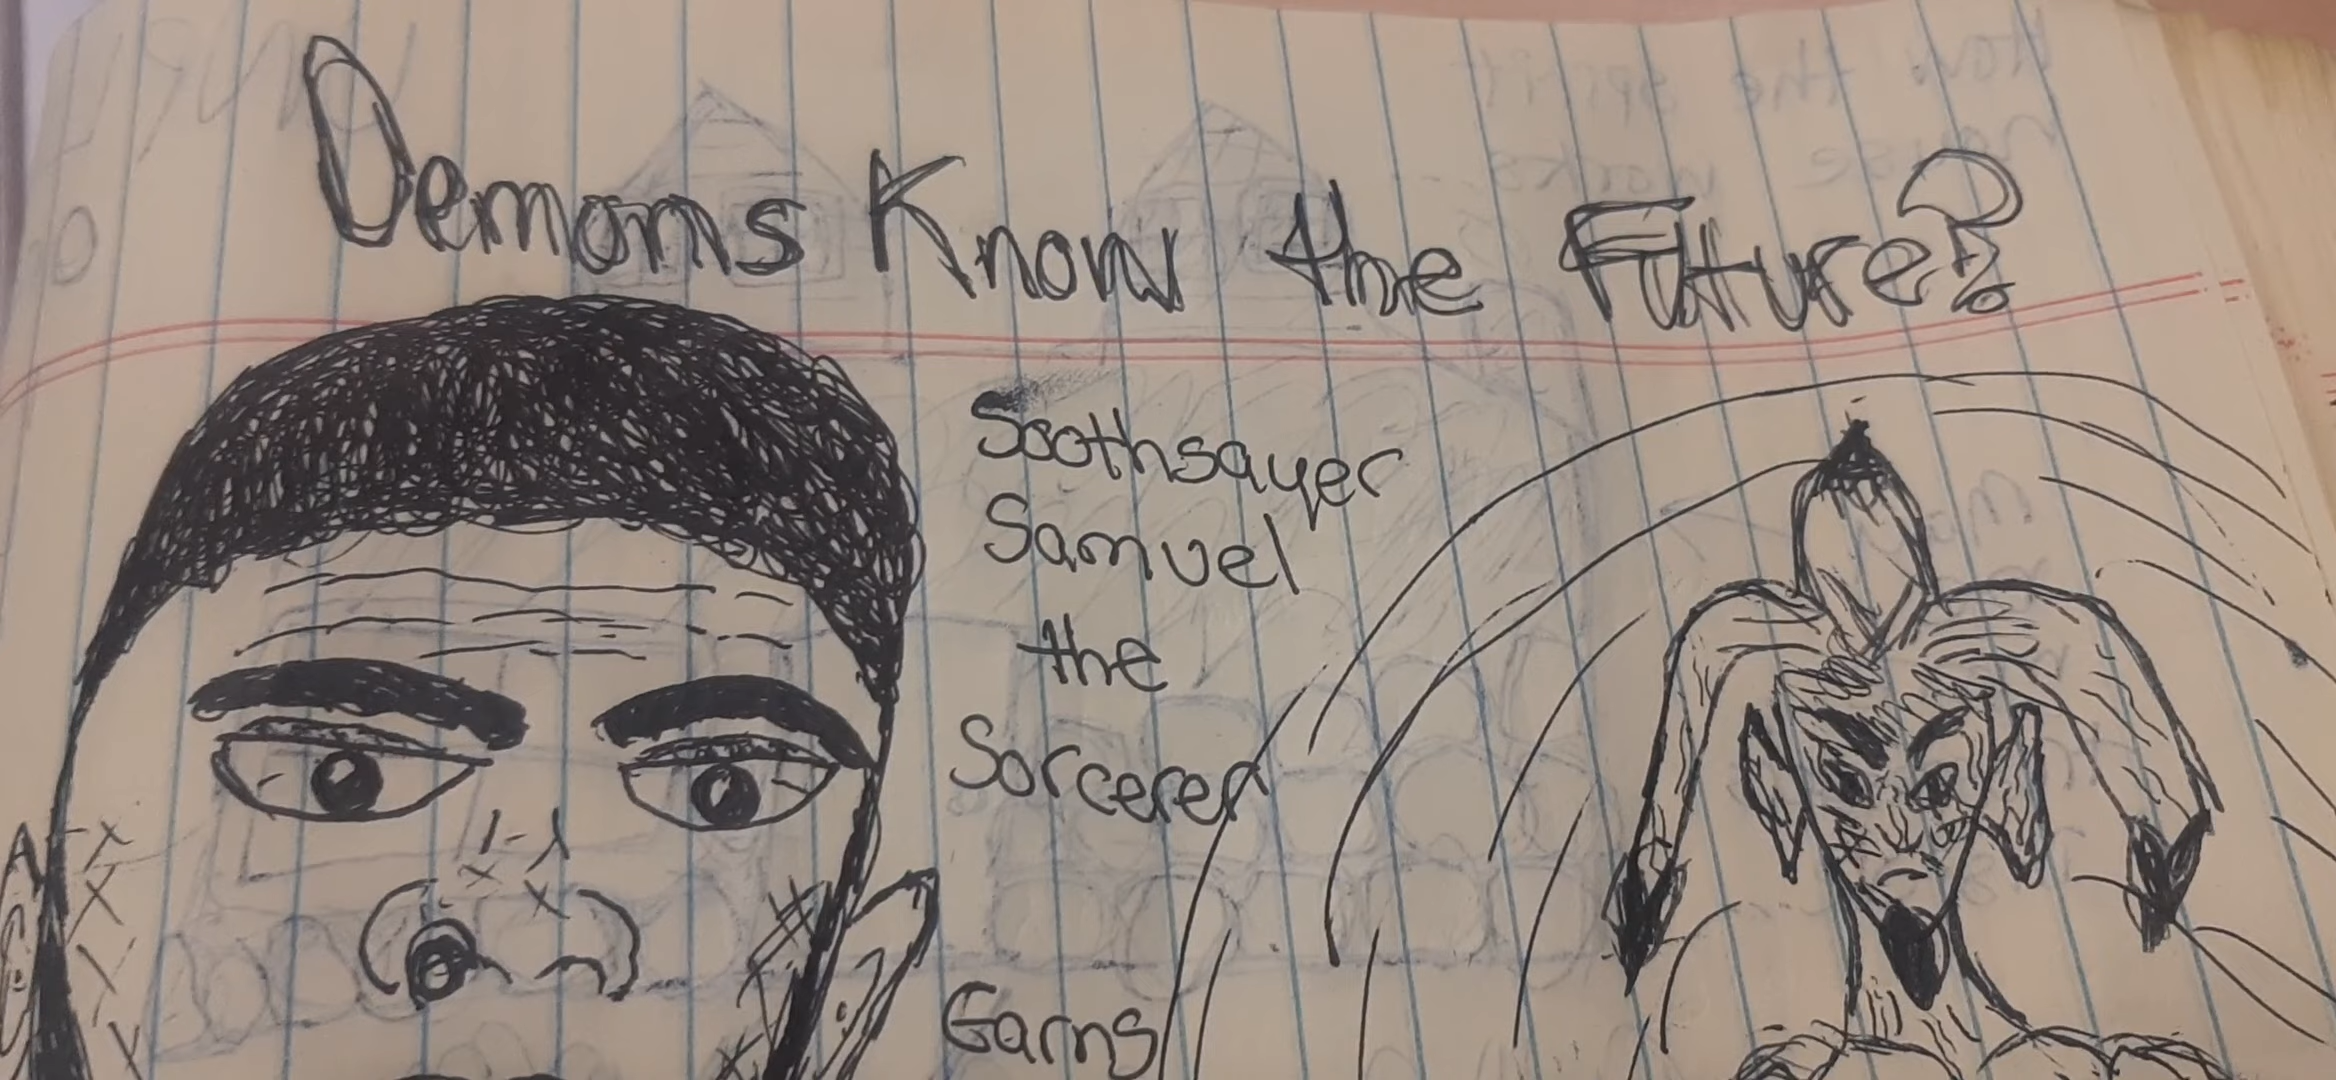 Demons Know the Future?
Soothsayer
Samuel
the
Sorcerer
Garns